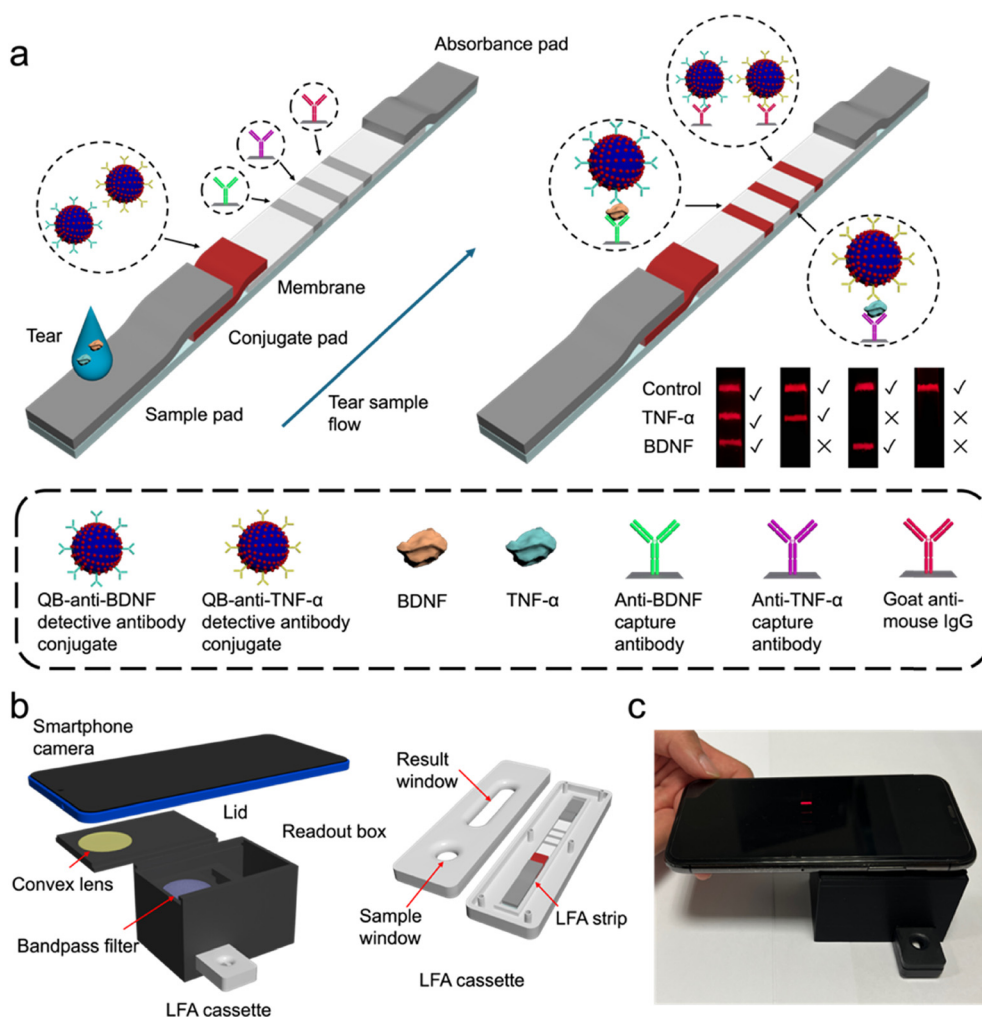 a
Absorbance pad
Membrane
Tear
Conjugate pad
Sample pad
Tear sample
flow
Control ✓ ✓ ✓ ✓
TNF-α ✓ ✓ × ×
BDNF ✓ × ✓ ×
QB-anti-BDNF
detective antibody
conjugate
QB-anti-TNF-α
detective antibody
conjugate
BDNF
TNF-α
Anti-BDNF
capture
antibody
Anti-TNF-α
capture
antibody
Goat anti-
mouse IgG
b
Smartphone
camera
Lid
Readout box
Convex lens
Bandpass filter
LFA cassette
Result
window
Sample
window
LFA strip
LFA cassette
c